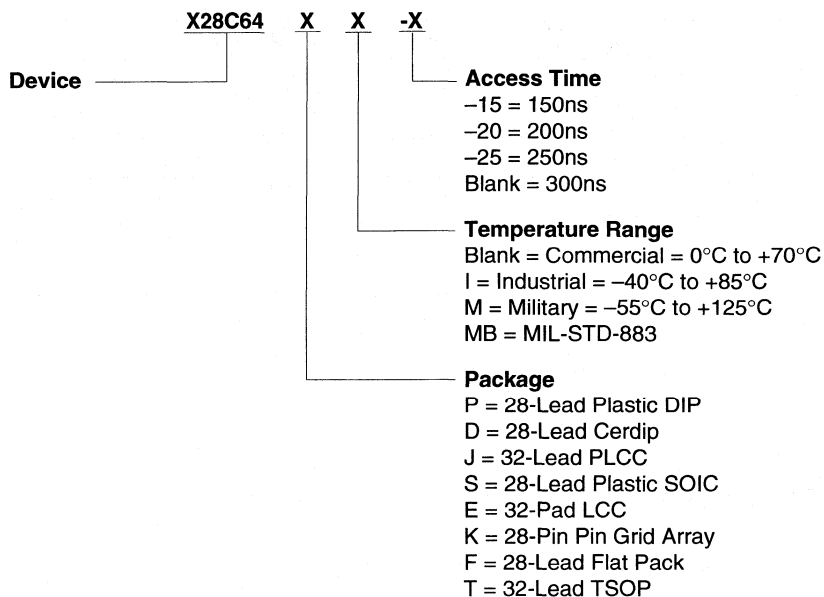 X28C64 X X -X
Device
Access Time
–15 = 150ns
–20 = 200ns
–25 = 250ns
Blank = 300ns
Temperature Range
Blank = Commercial = 0°C to +70°C
I = Industrial = –40°C to +85°C
M = Military = –55°C to +125°C
MB = MIL-STD-883
Package
P = 28-Lead Plastic DIP
D = 28-Lead Cerdip
J = 32-Lead PLCC
S = 28-Lead Plastic SOIC
E = 32-Pad LCC
K = 28-Pin Pin Grid Array
F = 28-Lead Flat Pack
T = 32-Lead TSOP